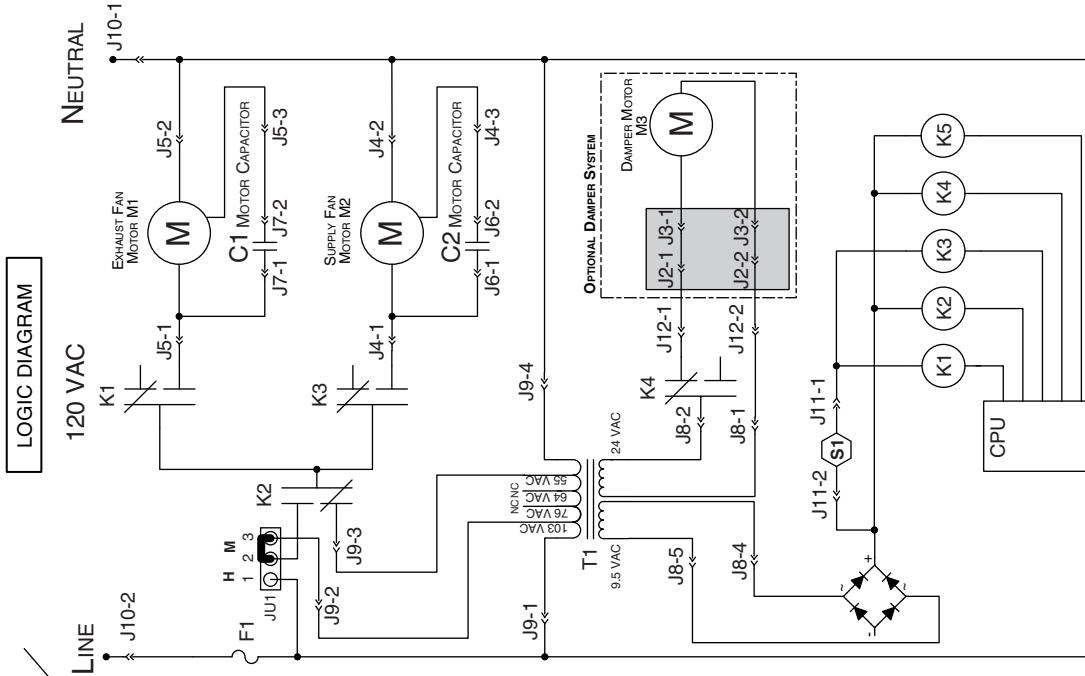 LOGIC DIAGRAM
120 VAC
LINE
NEUTRAL
J10-2
J10-1
F1
H
M
1
2
3
JU1
J9-2
J9-3
K2
K1
K3
J5-1
EXHAUST FAN
MOTOR M1
M
J5-2
C1 MOTOR CAPACITOR
J7-1
J7-2
J5-3
J4-1
SUPPLY FAN
MOTOR M2
M
J4-2
C2 MOTOR CAPACITOR
J6-1
J6-2
J4-3
J9-1
J9-4
103 VAC
76 VAC
64 VAC
55 VAC
NC
NC
T1
9.5 VAC
24 VAC
J8-5
J8-4
J8-2
J8-1
K4
J12-1
J12-2
OPTIONAL DAMPER SYSTEM
J2-1
J3-1
J2-2
J3-2
DAMPER MOTOR
M3
M
~
+
-
~
J11-2
S1
J11-1
K1
K2
K3
K4
K5
CPU